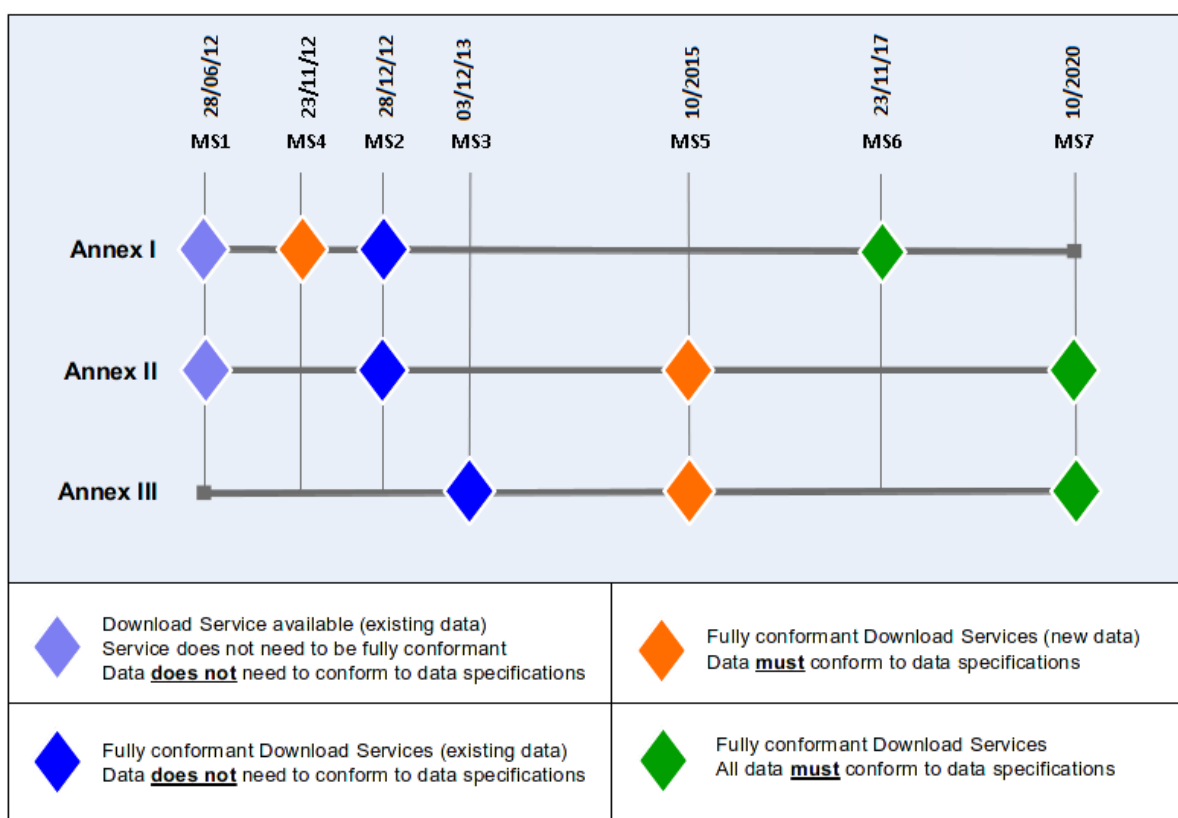 28/06/12
23/11/12
28/12/12
03/12/13
10/2015
23/11/17
10/2020
MS1
MS4
MS2
MS3
MS5
MS6
MS7
Annex I
Annex II
Annex III
Download Service available (existing data)
Service does not need to be fully conformant
Data does not need to conform to data specifications
Fully conformant Download Services (new data)
Data must conform to data specifications
Fully conformant Download Services (existing data)
Data does not need to conform to data specifications
Fully conformant Download Services
All data must conform to data specifications